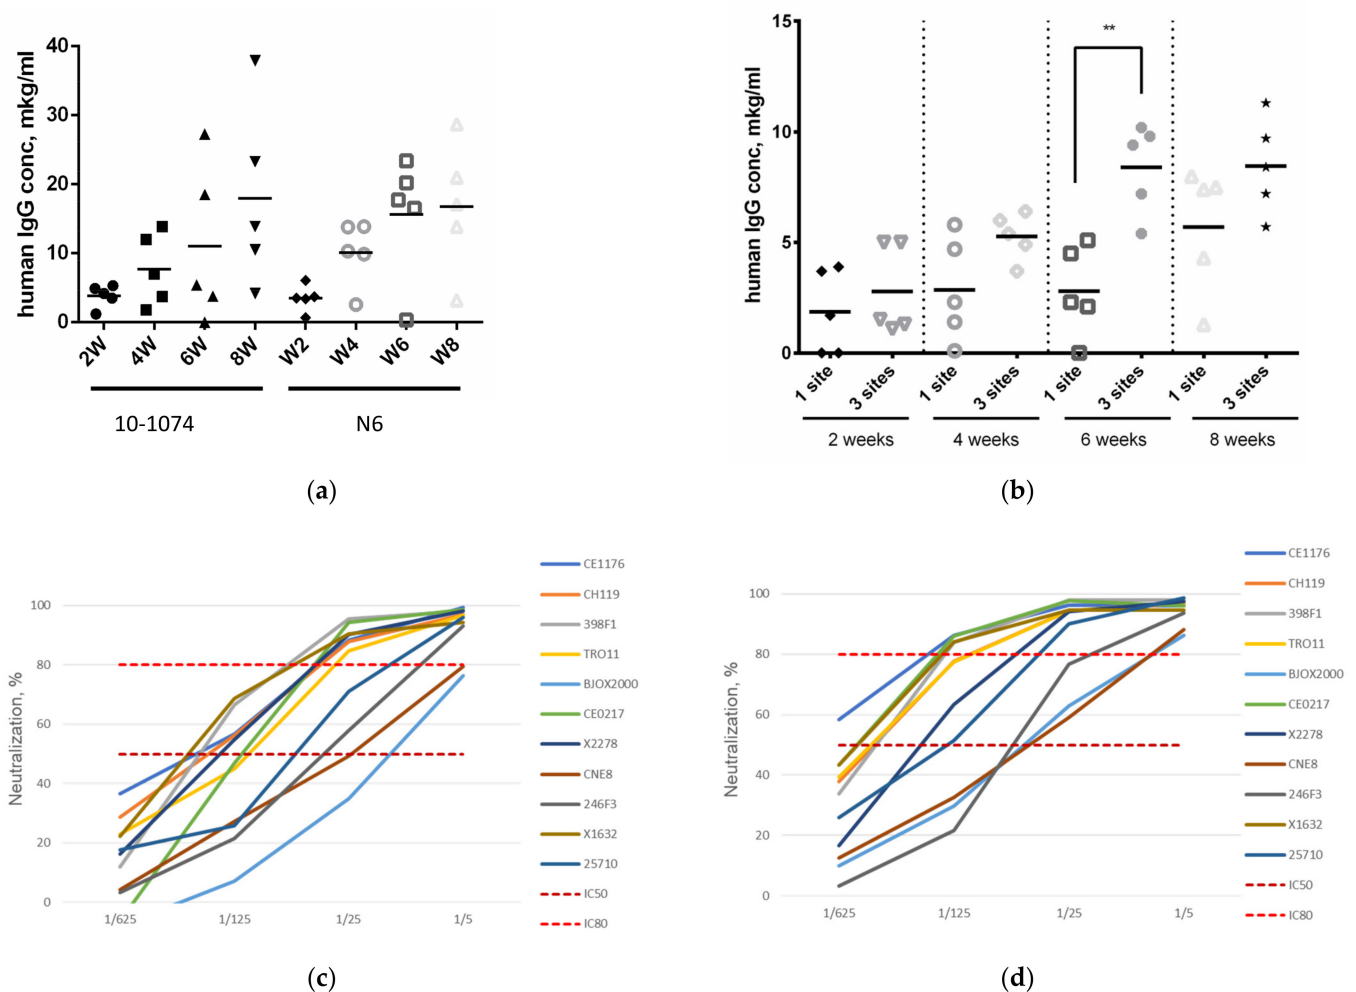 human IgG conc, mkg/ml
40
30
20
10
0
2W 4W 6W 8W W2 W4 W6 W8
10-1074 N6
(a)
human IgG conc, mkg/ml
15
10
5
0
**
1 site 3 sites 1 site 3 sites 1 site 3 sites 1 site 3 sites
2 weeks 4 weeks 6 weeks 8 weeks
(b)
Neutralization, %
100
80
60
40
20
0
1/625 1/125 1/25 1/5
CE1176
CH119
398F1
TRO11
BJOX2000
CE0217
X2278
CNE8
246F3
X1632
25710
IC50
IC80
(c)
Neutralization, %
100
80
60
40
20
0
1/625 1/125 1/25 1/5
CE1176
CH119
398F1
TRO11
BJOX2000
CE0217
X2278
CNE8
246F3
X1632
25710
IC50
IC80
(d)